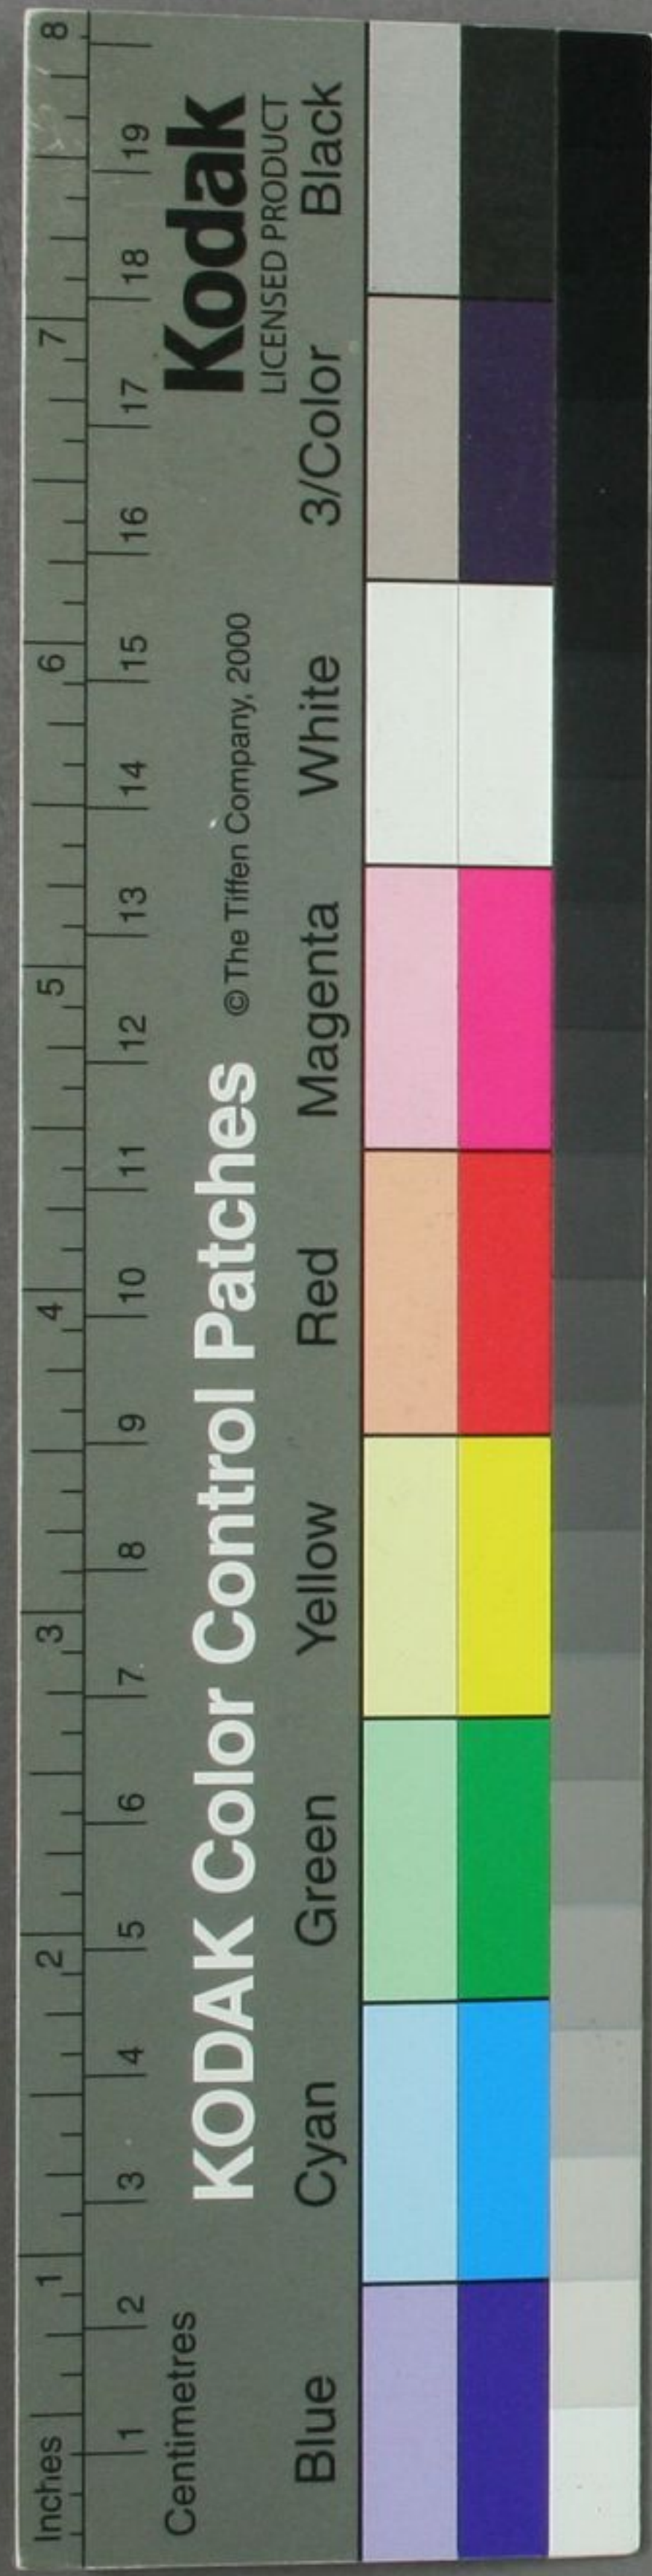 Inches 1 2 3 4 5 6 7 8
1 2 3 4 5 6 7 8 9 10 11 12 13 14 15 16 17 18 19
Centimetres
KODAK Color Control Patches © The Tiffen Company, 2000 Kodak
LICENSED PRODUCT
Blue Cyan Green Yellow Red Magenta White 3/Color Black